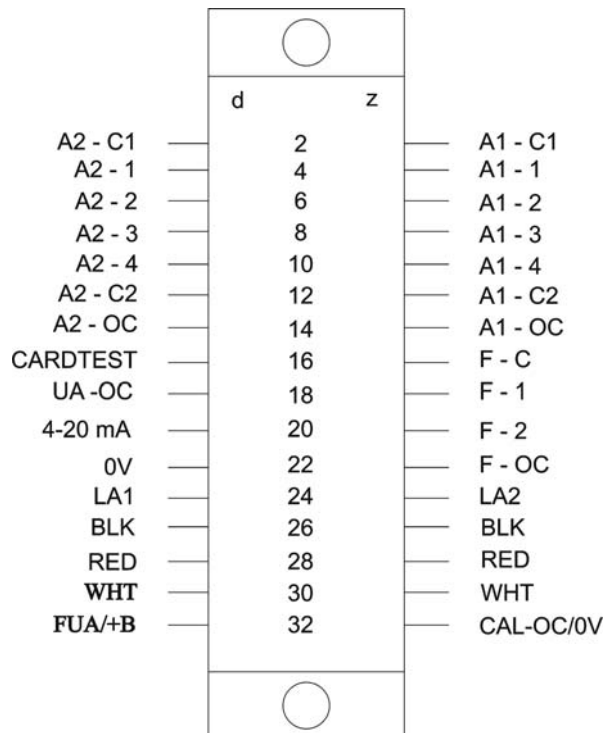 d z
A2 - C1 2 A1 - C1
A2 - 1 4 A1 - 1
A2 - 2 6 A1 - 2
A2 - 3 8 A1 - 3
A2 - 4 10 A1 - 4
A2 - C2 12 A1 - C2
A2 - OC 14 A1 - OC
CARDTEST 16 F - C
UA -OC 18 F - 1
4-20 mA 20 F - 2
0V 22 F - OC
LA1 24 LA2
BLK 26 BLK
RED 28 RED
WHT 30 WHT
FUA/+B 32 CAL-OC/0V